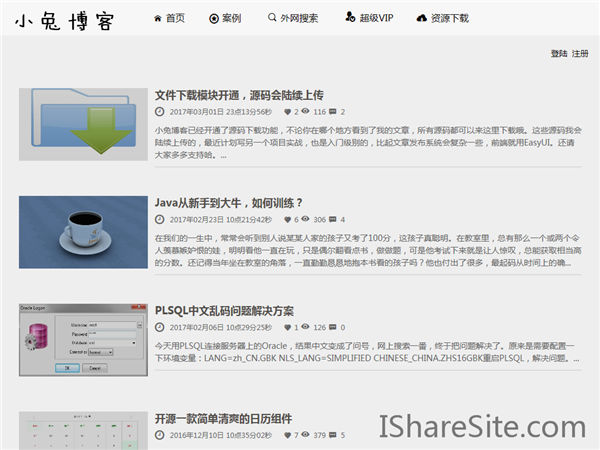 小兔博客 首页 案例 外网搜索 超级VIP 资源下载
登陆 注册
文件下载模块开通，源码会陆续上传
2017年03月01日 23点13分56秒 2 116 2
小兔博客已经开通了源码下载功能，不论你在哪个地方看到了我的文章，所有源码都可以来这里下载哦。这些源码我会
陆续上传的，最近计划写另一个项目实战，也是入门级别的，比起文章发布系统会复杂一些，前端就用EasyUI。还请
大家多多支持哈。...
Java从新手到大牛，如何训练？
2017年02月23日 10点21分42秒 6 306 4
在我们的一生中，常常会听到别人说某某人家的孩子又考了100分，这孩子真聪明。在教室里，总有那么一个或两个令
人羡慕嫉妒恨的娃，明明看他一直在玩，只是偶尔翻看点书，做做题，可是他考试下来就是让人惊叹，总能获取相当高
的分数。还记得当年坐在教室的角落，一直勤勤恳恳地抱本书看的孩子吗？他也付出了很多，最起码从时间上的确...
Oracle Logon
PLSQL中文乱码问题解决方案
2017年02月06日 10点29分25秒 1 126 0
今天用PLSQL连接服务器上的Oracle，结果中文变成了问号，网上搜索一番，终于把问题解决了。原来是需要配置一
下环境变量：LANG=zh_CN.GBK NLS_LANG=SIMPLIFIED CHINESE_CHINA.ZHS16GBK重启PLSQL，解决问题。...
开源一款简单清爽的日历组件
2016年12月10日 10点35分02秒 7 379 5
IShareSite.com